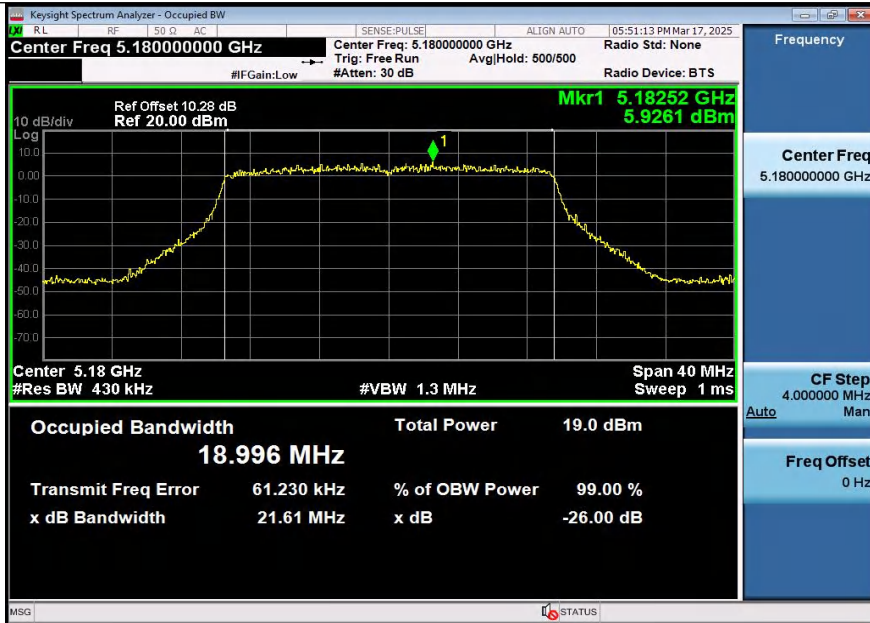 Keysight Spectrum Analyzer - Occupied BW
LXI RL RF 50 Ω AC SENSE:PULSE ALIGN AUTO 05:51:13 PM Mar 17, 2025
Center Freq 5.180000000 GHz Center Freq: 5.180000000 GHz Radio Std: None
Trig: Free Run Avg|Hold: 500/500
#IFGain:Low #Atten: 30 dB Radio Device: BTS
Ref Offset 10.28 dB Mkr1 5.18252 GHz
10 dB/div Ref 20.00 dBm 5.9261 dBm
Log
10.0
1
0.00
-10.0
-20.0
-30.0
-40.0
-50.0
-60.0
-70.0
Center 5.18 GHz Span 40 MHz
#Res BW 430 kHz #VBW 1.3 MHz Sweep 1 ms
Occupied Bandwidth Total Power 19.0 dBm
18.996 MHz
Transmit Freq Error 61.230 kHz % of OBW Power 99.00 %
x dB Bandwidth 21.61 MHz x dB -26.00 dB
MSG STATUS
Frequency
Center Freq
5.180000000 GHz
CF Step
4.000000 MHz
Auto Man
Freq Offset
0 Hz